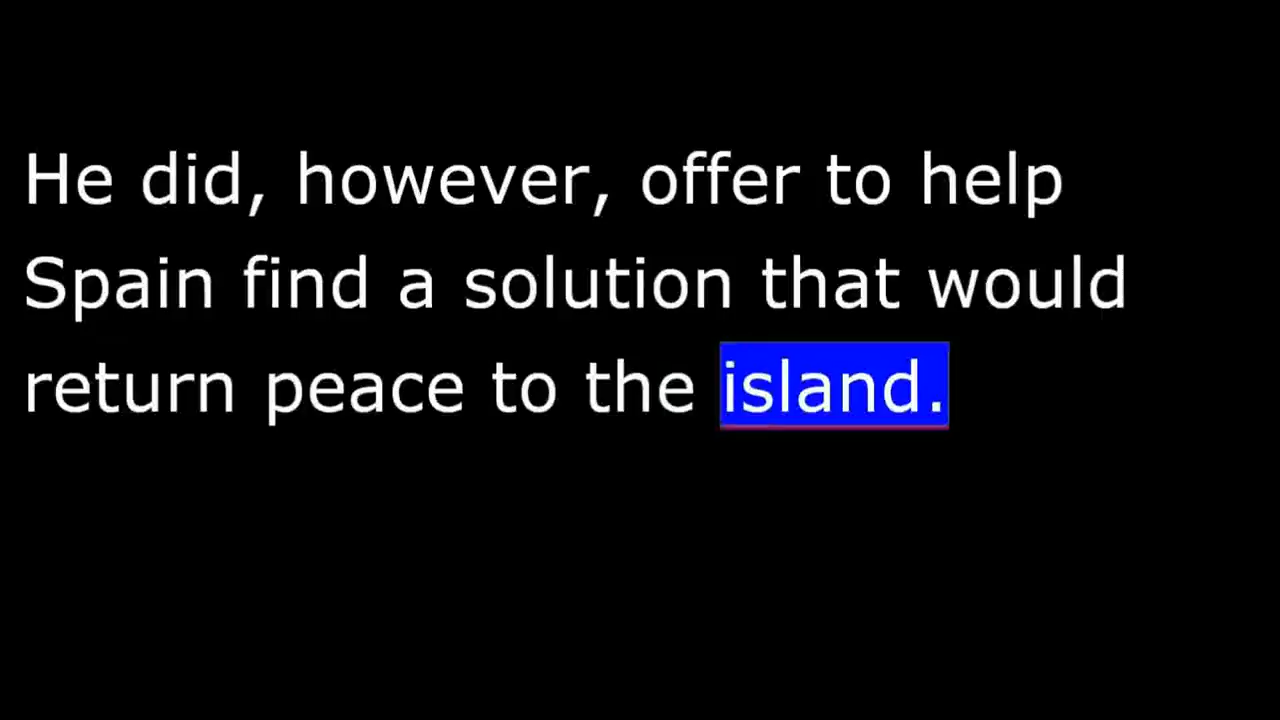 He did, however, offer to help
Spain find a solution that would
return peace to the island.